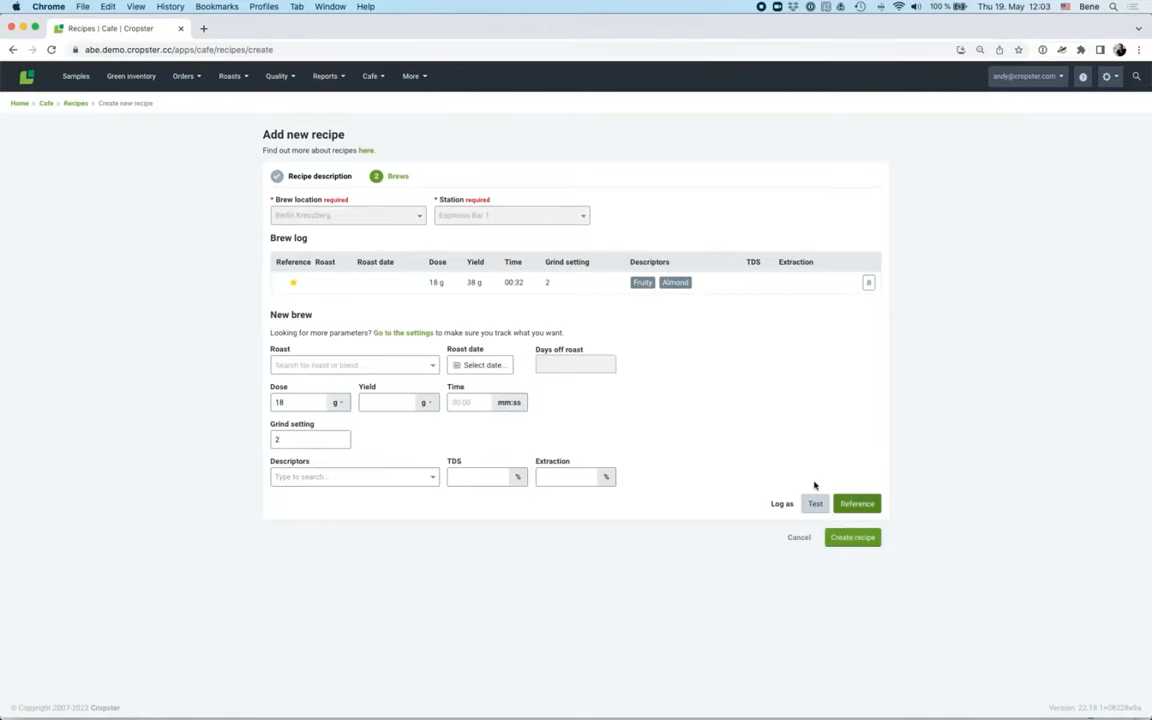 Chrome File Edit View History Bookmarks Profiles Tab Window Help 100 % Thu 19. May 12:03 Bene
Recipes | Cafe | Cropster
abe.demo.cropster.cc/apps/cafe/recipes/create
Samples Green inventory Orders Roasts Quality Reports Cafe More andy@cropster.com
Home Cafe Recipes Create new recipe
Add new recipe
Find out more about recipes here.
Recipe description 2 Brews
* Brew location required * Station required
Berlin Kreuzberg Espresso Bar 1
Brew log
Reference Roast Roast date Dose Yield Time Grind setting Descriptors TDS Extraction
18 g 38 g 00:32 2 Fruity Almond
New brew
Looking for more parameters? Go to the settings to make sure you track what you want.
Roast Roast date Days off roast
Search for roast or blend... Select date...
Dose Yield Time
18 g g 00:00 mm:ss
Grind setting
2
Descriptors TDS Extraction
Type to search... % %
Log as Test Reference
Cancel Create recipe
© Copyright 2007-2022 Cropster Version: 22.18.1+08228e9a